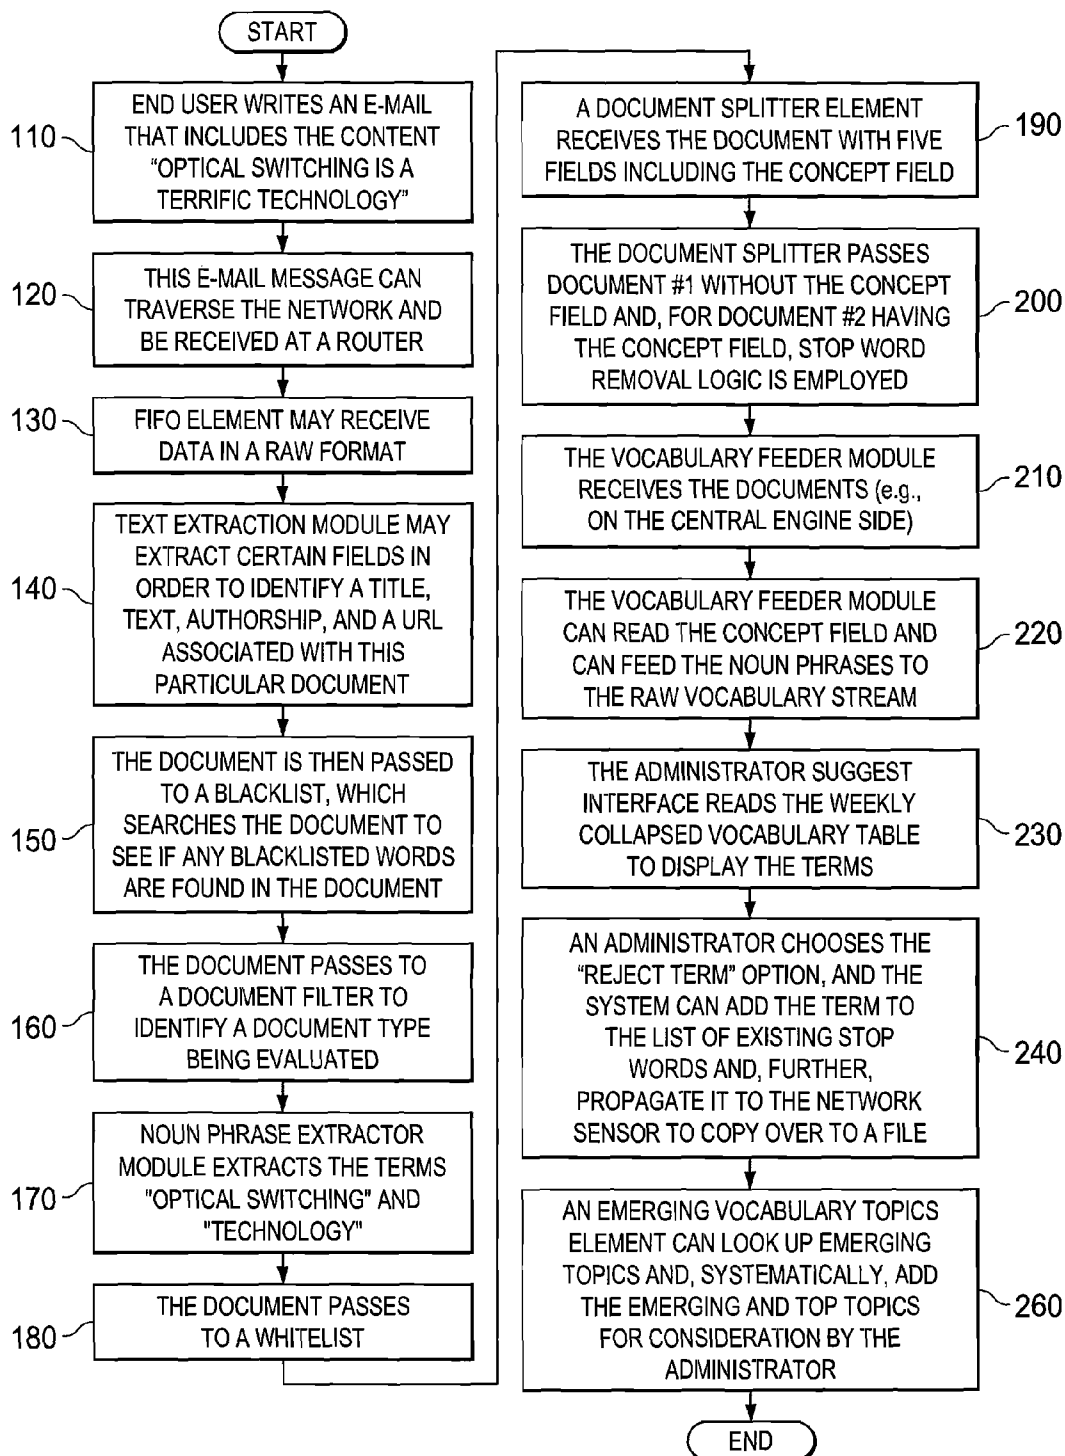 START
110
END USER WRITES AN E-MAIL
THAT INCLUDES THE CONTENT
"OPTICAL SWITCHING IS A
TERRIFIC TECHNOLOGY"
120
THIS E-MAIL MESSAGE CAN
TRAVERSE THE NETWORK AND
BE RECEIVED AT A ROUTER
130
FIFO ELEMENT MAY RECEIVE
DATA IN A RAW FORMAT
140
TEXT EXTRACTION MODULE MAY
EXTRACT CERTAIN FIELDS IN
ORDER TO IDENTIFY A TITLE,
TEXT, AUTHORSHIP, AND A URL
ASSOCIATED WITH THIS
PARTICULAR DOCUMENT
150
THE DOCUMENT IS THEN PASSED
TO A BLACKLIST, WHICH
SEARCHES THE DOCUMENT TO
SEE IF ANY BLACKLISTED WORDS
ARE FOUND IN THE DOCUMENT
160
THE DOCUMENT PASSES TO
A DOCUMENT FILTER TO
IDENTIFY A DOCUMENT TYPE
BEING EVALUATED
170
NOUN PHRASE EXTRACTOR
MODULE EXTRACTS THE TERMS
"OPTICAL SWITCHING" AND
"TECHNOLOGY"
180
THE DOCUMENT PASSES
TO A WHITELIST
A DOCUMENT SPLITTER ELEMENT
RECEIVES THE DOCUMENT WITH FIVE
FIELDS INCLUDING THE CONCEPT FIELD
190
THE DOCUMENT SPLITTER PASSES
DOCUMENT #1 WITHOUT THE CONCEPT
FIELD AND, FOR DOCUMENT #2 HAVING
THE CONCEPT FIELD, STOP WORD
REMOVAL LOGIC IS EMPLOYED
200
THE VOCABULARY FEEDER MODULE
RECEIVES THE DOCUMENTS (e.g.,
ON THE CENTRAL ENGINE SIDE)
210
THE VOCABULARY FEEDER MODULE
CAN READ THE CONCEPT FIELD AND
CAN FEED THE NOUN PHRASES TO
THE RAW VOCABULARY STREAM
220
THE ADMINISTRATOR SUGGEST
INTERFACE READS THE WEEKLY
COLLAPSED VOCABULARY TABLE
TO DISPLAY THE TERMS
230
AN ADMINISTRATOR CHOOSES THE
"REJECT TERM" OPTION, AND THE
SYSTEM CAN ADD THE TERM TO
THE LIST OF EXISTING STOP
WORDS AND, FURTHER,
PROPAGATE IT TO THE NETWORK
SENSOR TO COPY OVER TO A FILE
240
AN EMERGING VOCABULARY TOPICS
ELEMENT CAN LOOK UP EMERGING
TOPICS AND, SYSTEMATICALLY, ADD
THE EMERGING AND TOP TOPICS
FOR CONSIDERATION BY THE
ADMINISTRATOR
260
END